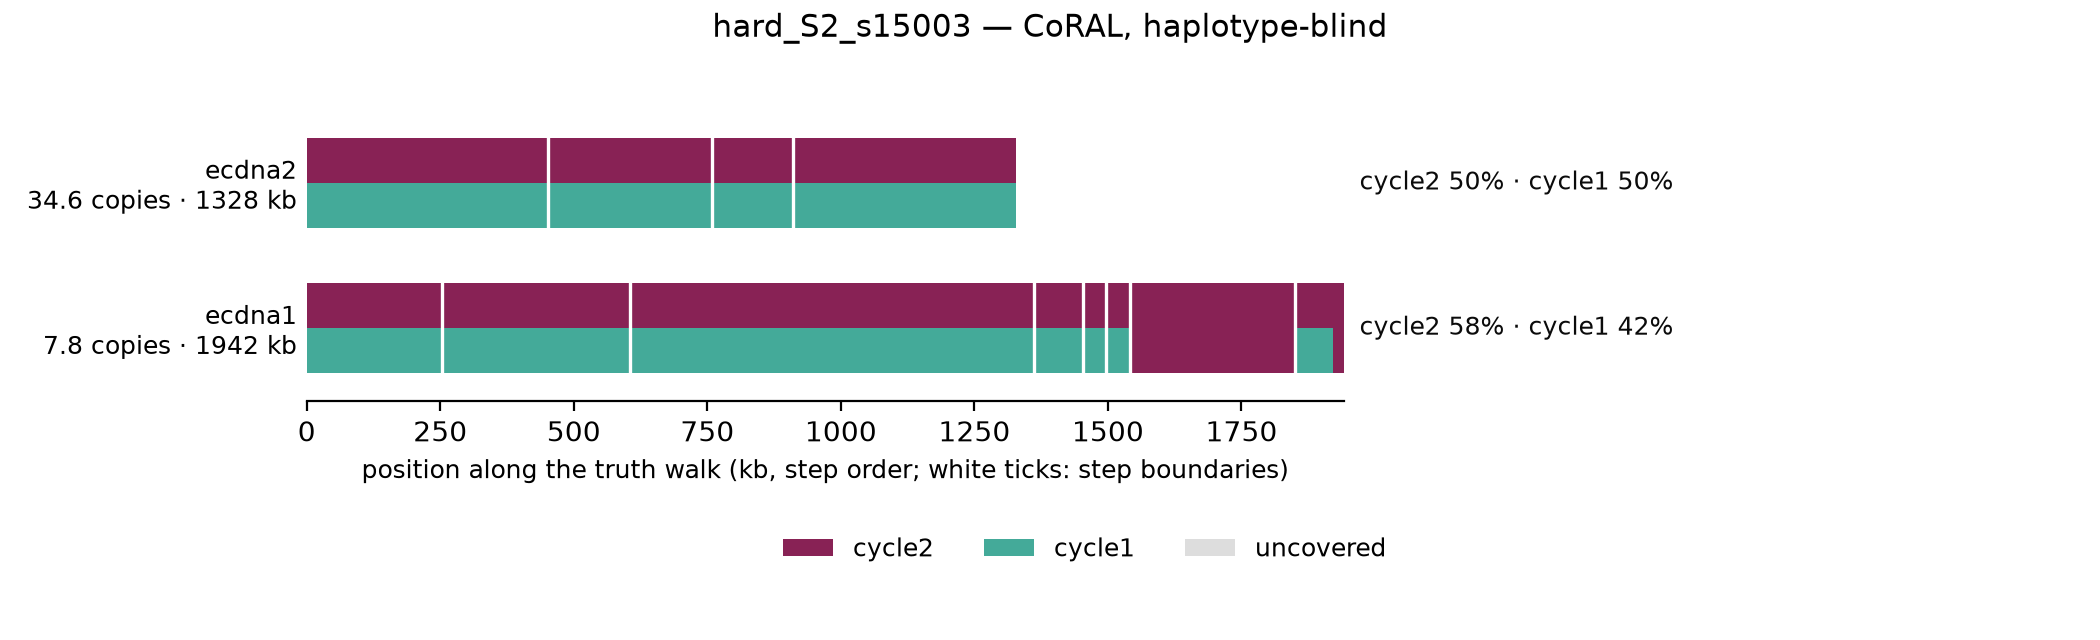 hard_S2_s15003 — CoRAL, haplotype-blind
ecdna2
34.6 copies · 1328 kb
cycle2 50% · cycle1 50%
ecdna1
7.8 copies · 1942 kb
cycle2 58% · cycle1 42%
0 250 500 750 1000 1250 1500 1750
position along the truth walk (kb, step order; white ticks: step boundaries)
cycle2 cycle1 uncovered